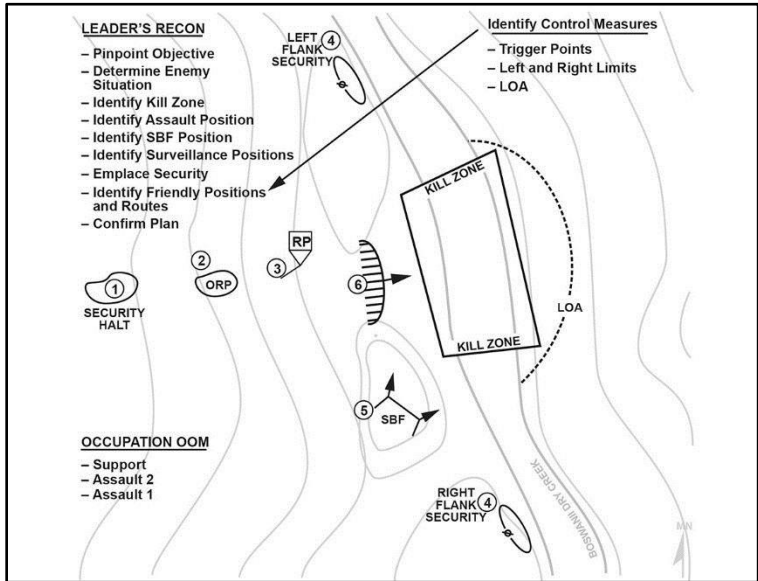 LEADER'S RECON
– Pinpoint Objective
– Determine Enemy
Situation
– Identify Kill Zone
– Identify Assault Position
– Identify SBF Position
– Identify Surveillance Positions
– Emplace Security
– Identify Friendly Positions
and Routes
– Confirm Plan
LEFT 4
FLANK
SECURITY
Identify Control Measures
– Trigger Points
– Left and Right Limits
– LOA
KILL ZONE
RP
3
2
ORP
1
SECURITY
HALT
6
LOA
KILL ZONE
5
SBF
OCCUPATION OOM
– Support
– Assault 2
– Assault 1
RIGHT
FLANK 4
SECURITY
BOSWANII DRY CREEK
MN